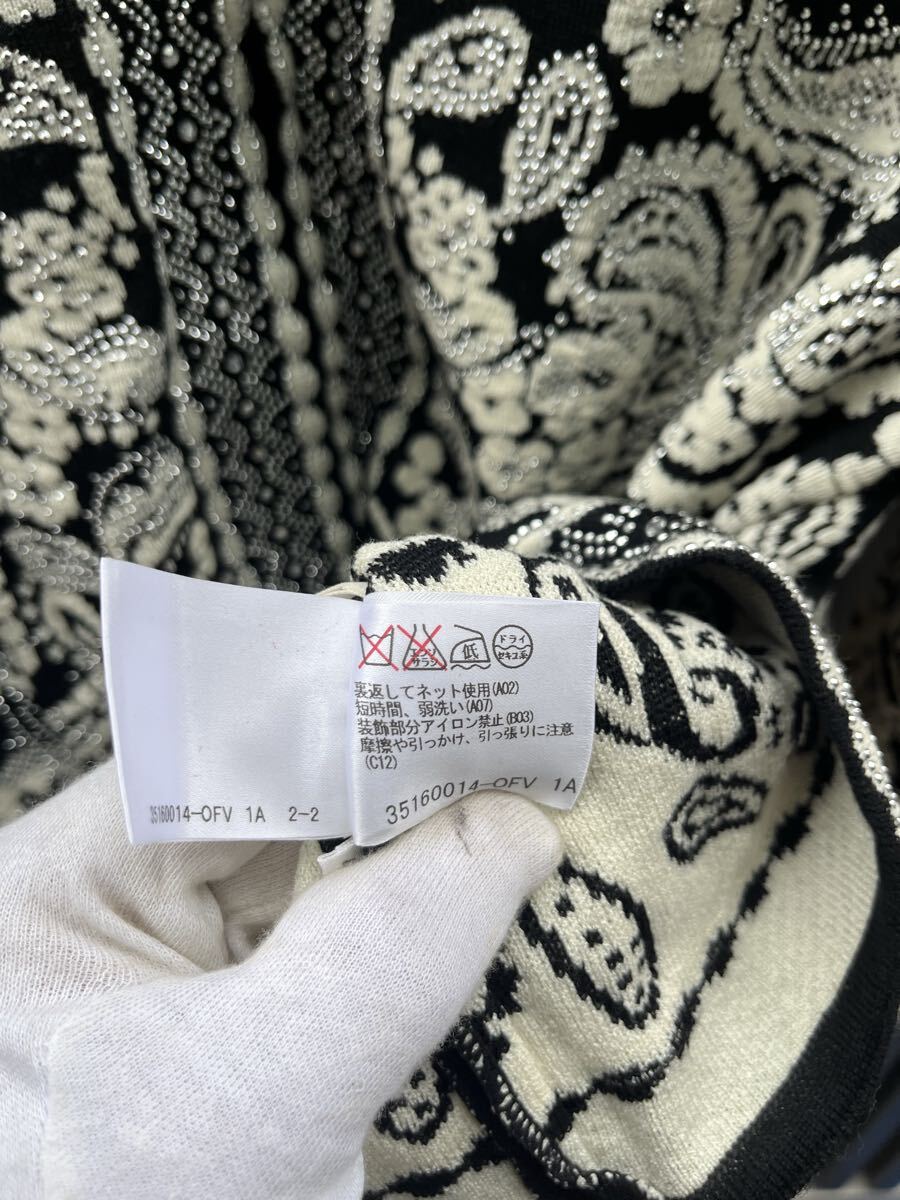 エンソ
サラシ
低
ドライ
セキユ系
裏返してネット使用(A02)
短時間、弱洗い(A07)
装飾部分アイロン禁止(B03)
摩擦や引っかけ、引っ張りに注意
(C12)
35160014-OFV 1A 2-2
35160014-OFV 1A